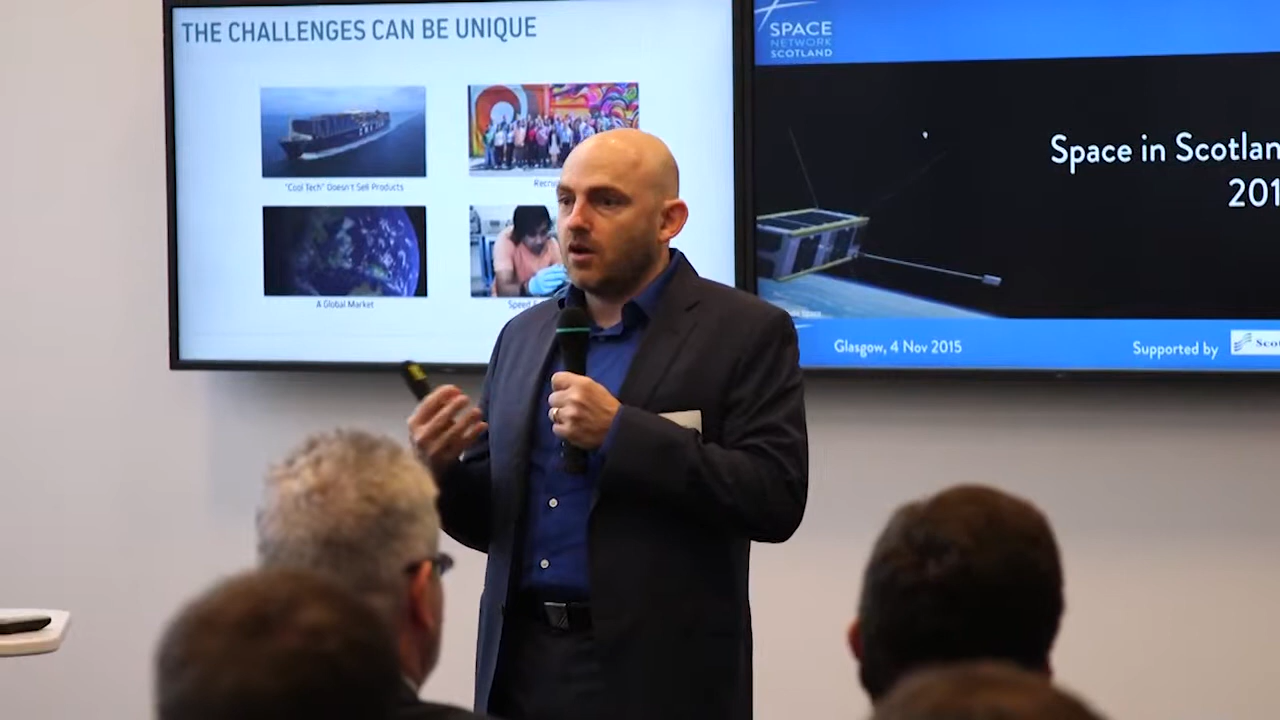 THE CHALLENGES CAN BE UNIQUE
"Cool Tech" Doesn't Sell Products
A Global Market
Speed
SPACE
NETWORK
SCOTLAND
Space in Scotlan
201
Glasgow, 4 Nov 2015
Supported by